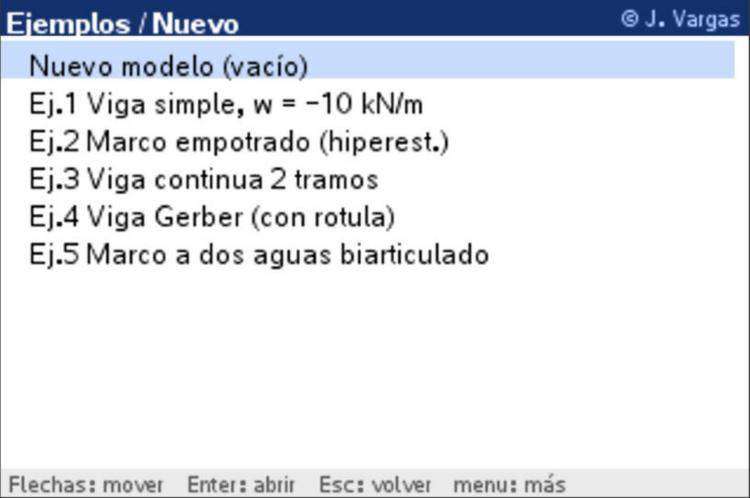 Ejemplos / Nuevo
© J. Vargas
Nuevo modelo (vacío)
Ej.1 Viga simple, w = -10 kN/m
Ej.2 Marco empotrado (hiperest.)
Ej.3 Viga continua 2 tramos
Ej.4 Viga Gerber (con rotula)
Ej.5 Marco a dos aguas biarticulado
Flechas: mover Enter: abrir Esc: volver menu: más